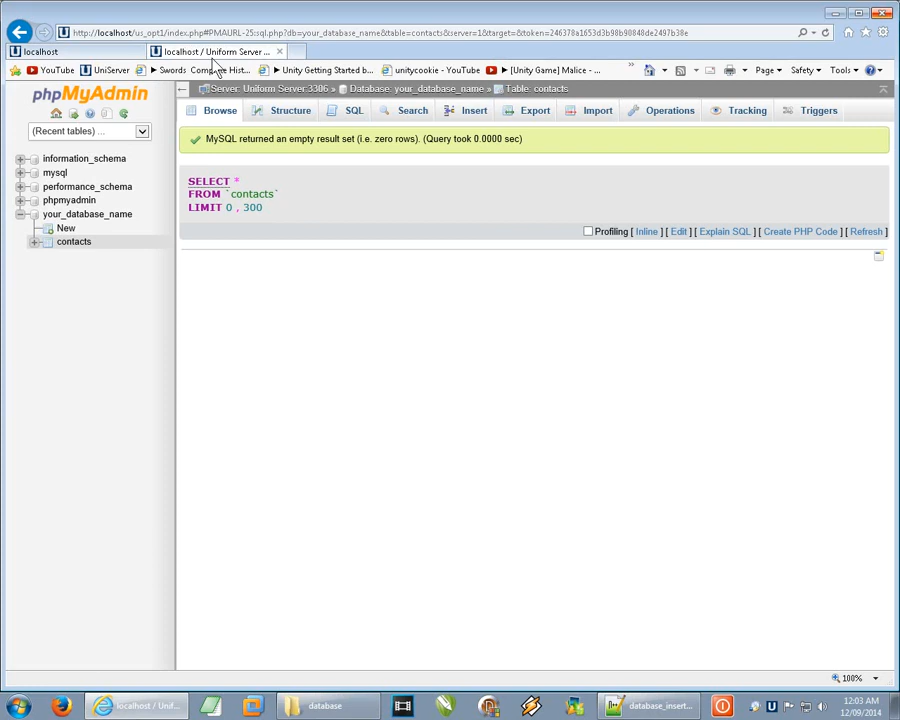 http://localhost/us_opt1/index.php#PMAURL-25:sql.php?db=your_database_name&table=contacts&server=1&target=&token=246378a1653d3b98b90848de2497b3e
localhost
localhost / Uniform Server ...
YouTube
UniServer
Swords
Hist...
Unity Getting Started b...
unitycookie - YouTube
[Unity Game] Malice - ...
»
Page
Safety
Tools
phpMyAdmin
Server: Uniform Server:3306 » Database: your_database_name » Table: contacts
(Recent tables) ...
Browse
Structure
SQL
Search
Insert
Export
Import
Operations
Tracking
Triggers
MySQL returned an empty result set (i.e. zero rows). (Query took 0.0000 sec)
information_schema
mysql
performance_schema
phpmyadmin
your_database_name
New
contacts
SELECT *
FROM `contacts`
LIMIT 0 , 300
Profiling [ Inline ] [ Edit ] [ Explain SQL ] [ Create PHP Code ] [ Refresh ]
100%
localhost / Unif...
database
database_insert...
12:03 AM
12/09/2014